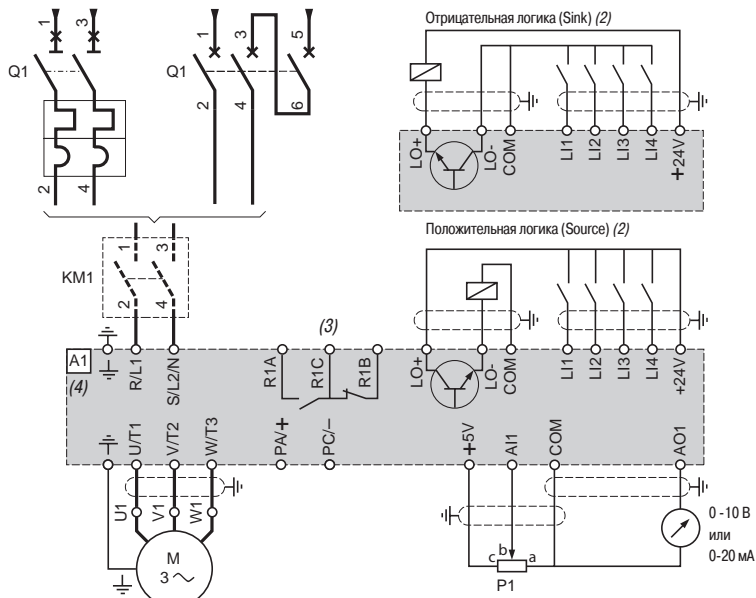 1 3
Q1
2 4
1 3 5
Q1
2 4 6
Отрицательная логика (Sink) (2)
LO+ LO- COM LI1 LI2 LI3 LI4 +24V
Положительная логика (Source) (2)
1 3
KM1
2 4
(3)
A1
(4)
R/L1 S/L2/N R1A R1C R1B LO+ LO- COM LI1 LI2 LI3 LI4 +24V
U/T1 V/T2 W/T3 PA/+ PC/– +5V AI1 COM AO1
U1 V1 W1
M
3
c b a
P1
0 -10 В
или
0-20 мА